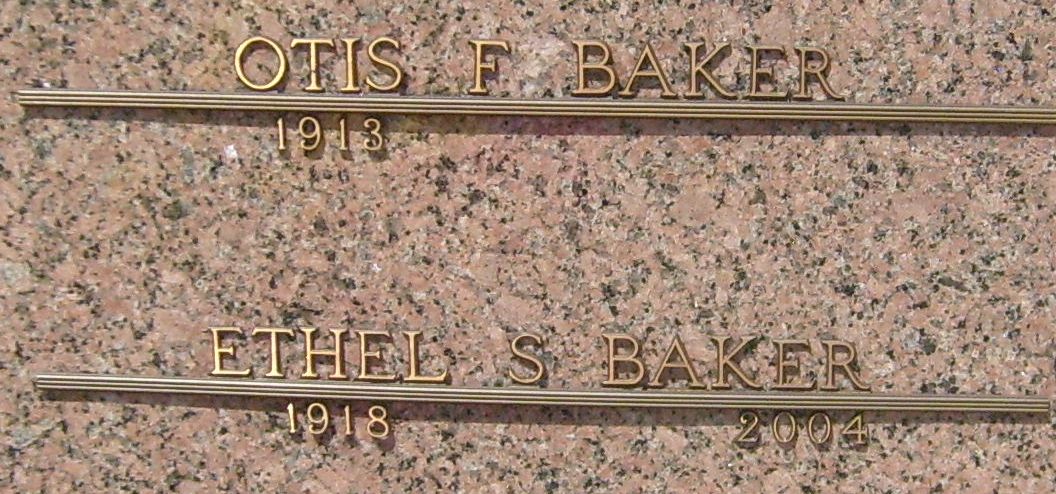 OTIS F BAKER
1913
ETHEL S BAKER
1918 2004